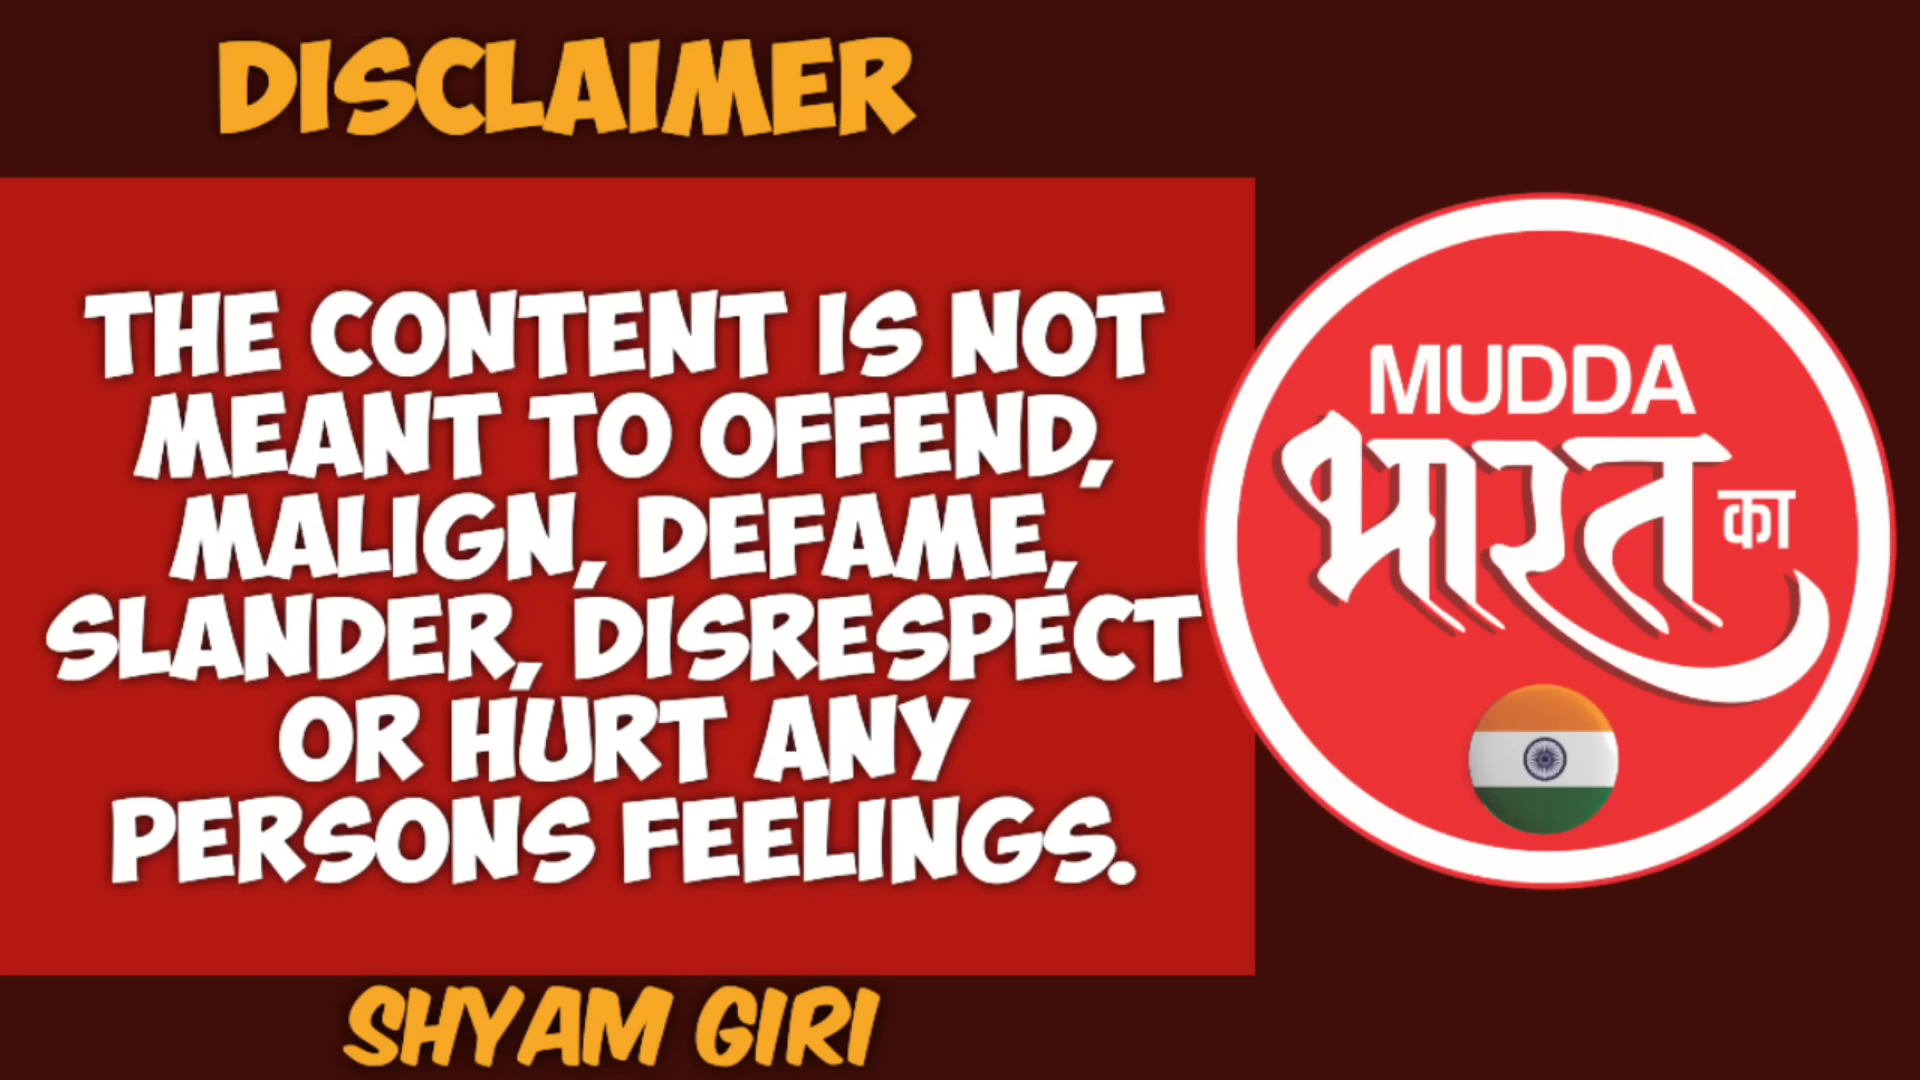 DISCLAIMER
THE CONTENT IS NOT
MEANT TO OFFEND,
MALIGN, DEFAME,
SLANDER, DISRESPECT
OR HURT ANY
PERSONS FEELINGS.
SHYAM GIRI
MUDDA
भारत का